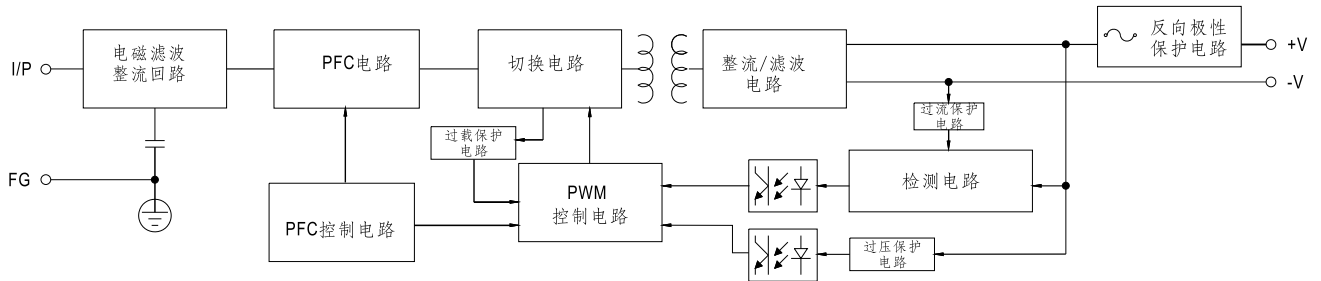 I/P
电磁滤波
整流回路
PFC电路
切换电路
整流/滤波
电路
反向极性
保护电路
+V
-V
过载保护
电路
过流保护
电路
FG
PFC控制电路
PWM
控制电路
检测电路
过压保护
电路